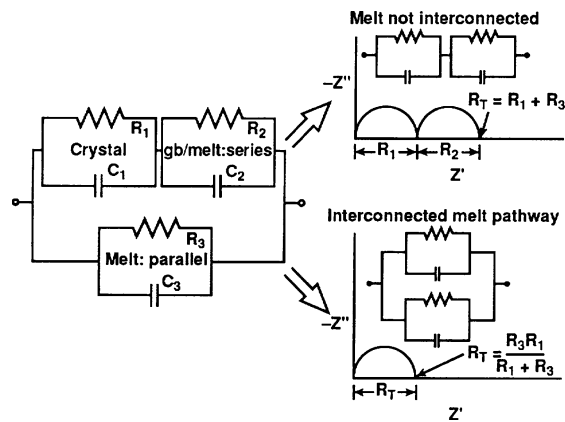 R1
Crystal
C1
R2
gb/melt:series
C2
R3
Melt: parallel
C3
Melt not interconnected
–Z"
RT = R1 + R3
R1
R2
Z'
Interconnected melt pathway
–Z"
RT = R3R1
R1 + R3
RT
Z'